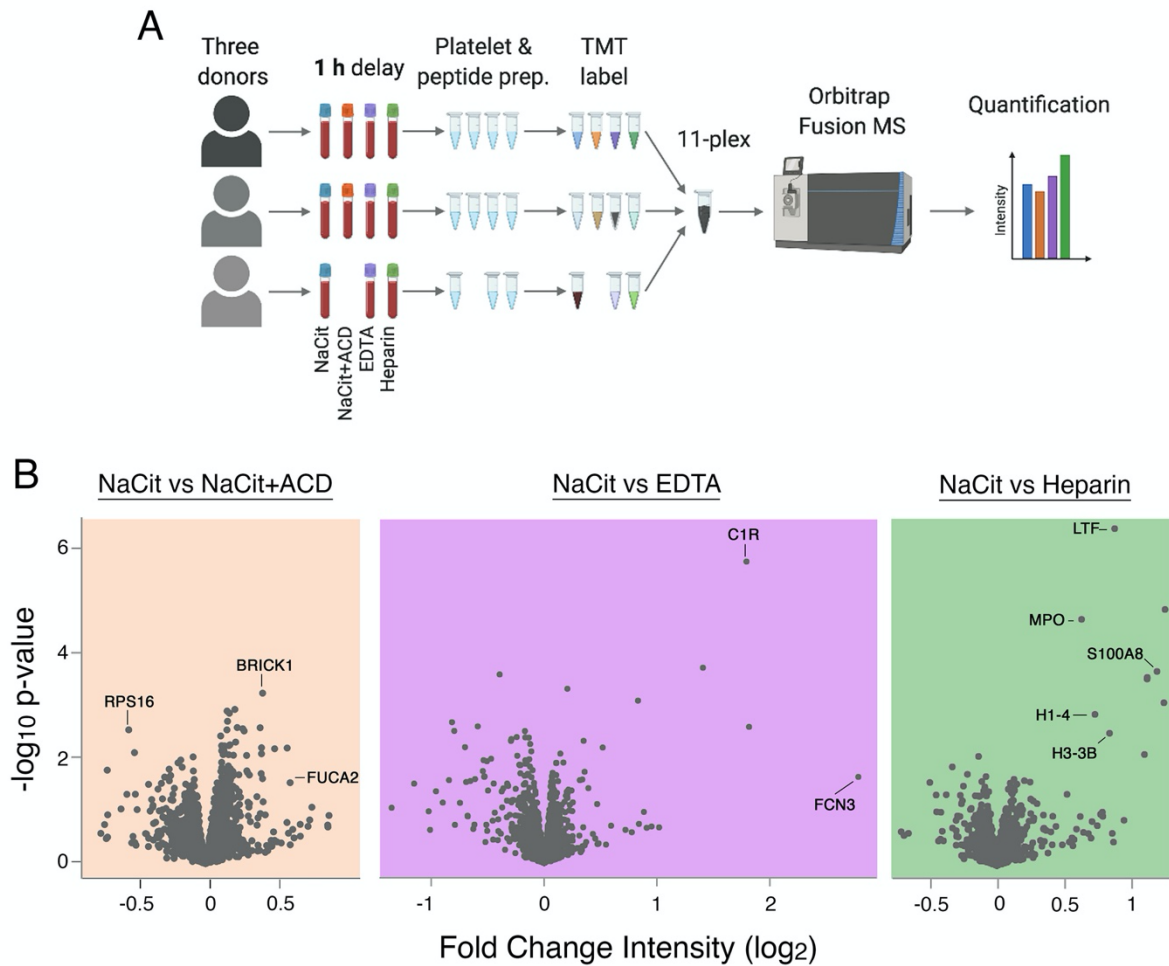 A
Three
donors
1 h delay
Platelet &
peptide prep.
TMT
label
11-plex
Orbitrap
Fusion MS
Quantification
Intensity
NaCit
NaCit+ACD
EDTA
Heparin
B
NaCit vs NaCit+ACD
NaCit vs EDTA
NaCit vs Heparin
-log10 p-value
6
4
2
0
RPS16
BRICK1
FUCA2
-0.5
0
0.5
C1R
FCN3
-1
0
1
2
LTF
MPO
S100A8
H1-4
H3-3B
-0.5
0
0.5
1
Fold Change Intensity (log2)